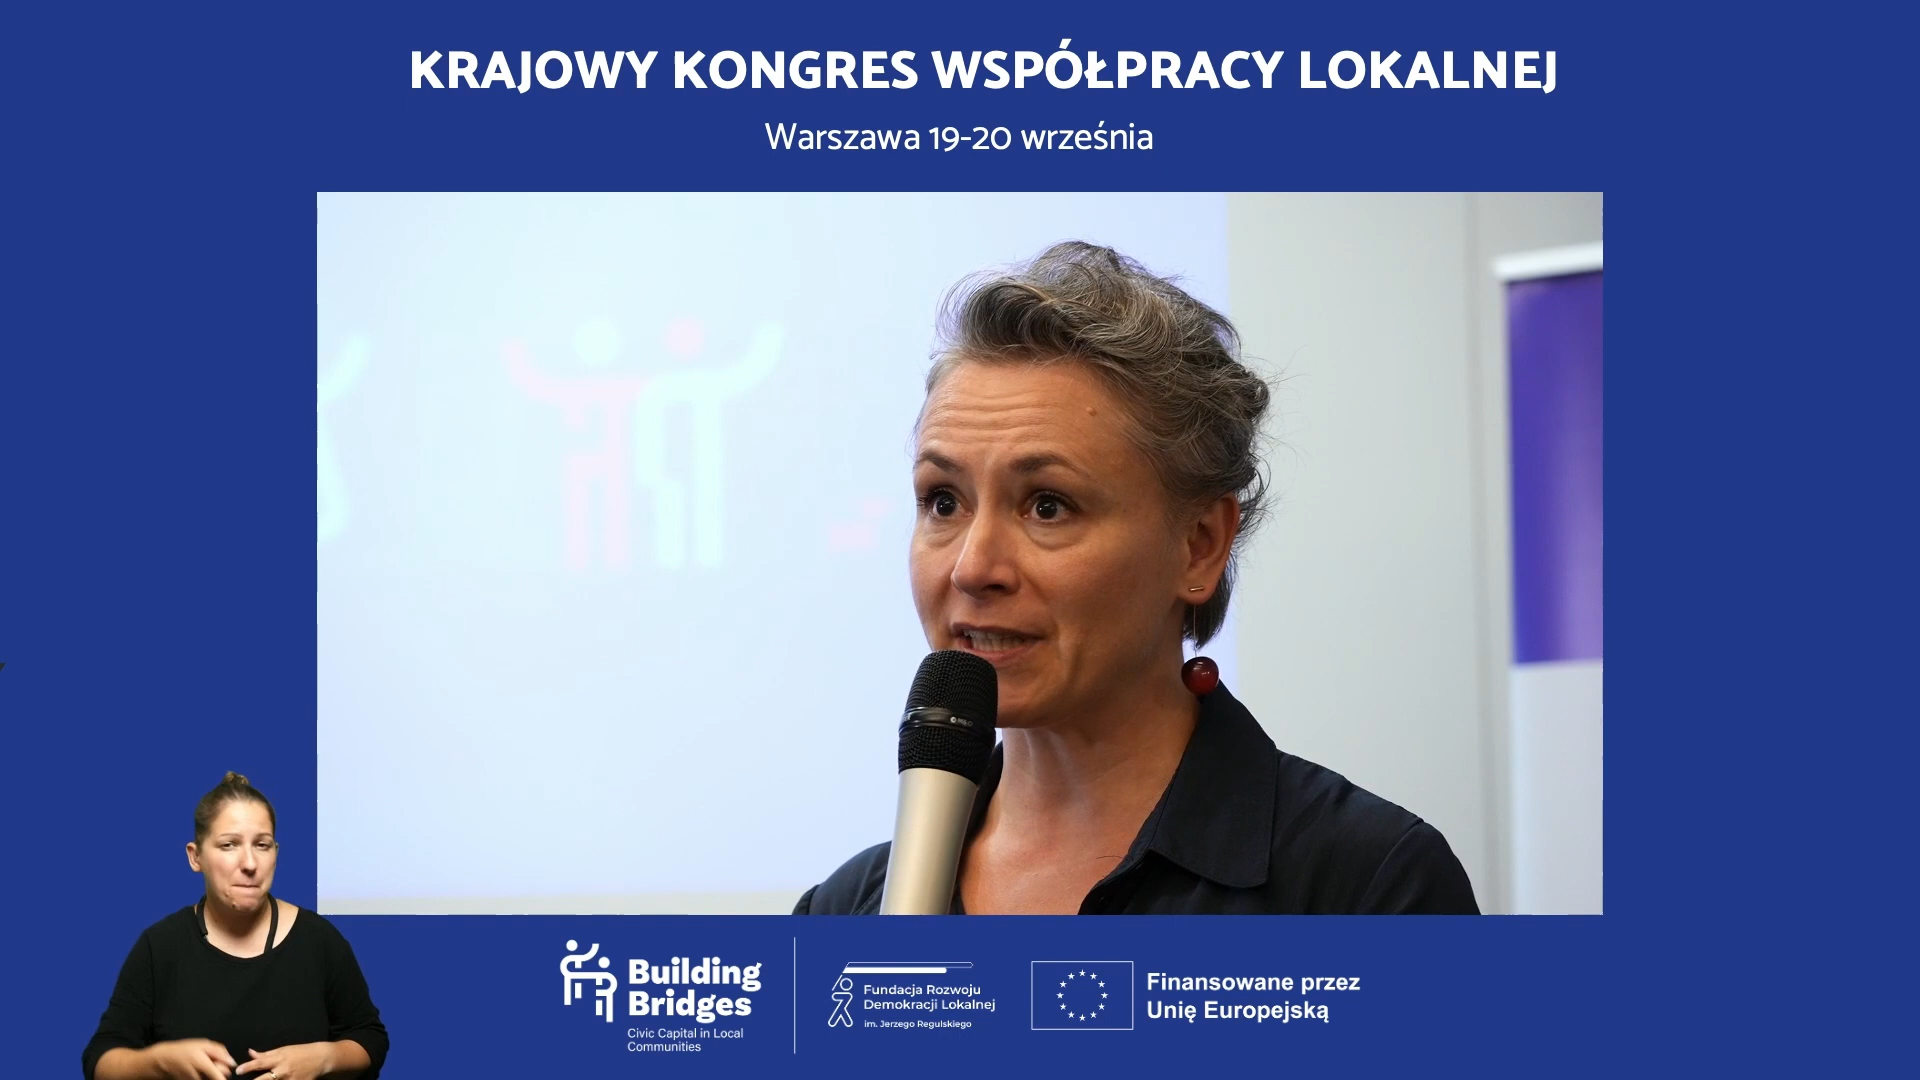 KRAJOWY KONGRES WSPÓŁPRACY LOKALNEJ
Warszawa 19-20 września
Building
Bridges
Civic Capital in Local
Communities
Fundacja Rozwoju
Demokracji Lokalnej
im. Jerzego Regulskiego
Finansowane przez
Unię Europejską